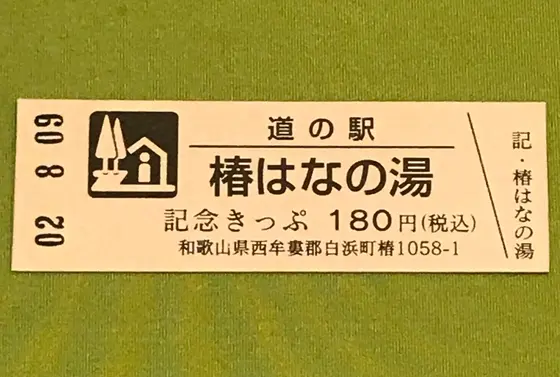 02 8 09
道の駅
椿はなの湯
記念きっぷ 180円(税込)
和歌山県西牟婁郡白浜町椿1058-1
記・椿はなの湯